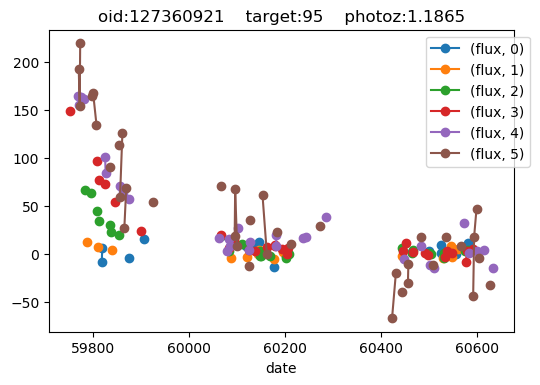 oid:127360921    target:95    photoz:1.1865
200
150
100
50
0
−50
59800
60000
60200
60400
60600
date
(flux, 0)
(flux, 1)
(flux, 2)
(flux, 3)
(flux, 4)
(flux, 5)